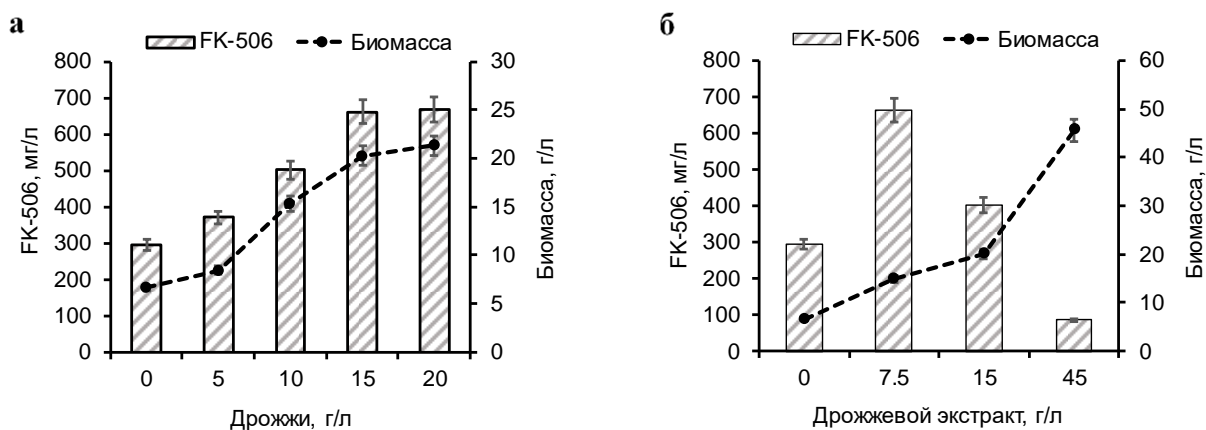 а
FK-506
Биомасса
800
700
600
500
400
300
200
100
0
FK-506, мг/л
30
25
20
15
10
5
0
Биомасса, г/л
0 5 10 15 20
Дрожжи, г/л
б
FK-506
Биомасса
800
700
600
500
400
300
200
100
0
FK-506, мг/л
60
50
40
30
20
10
0
Биомасса, г/л
0 7.5 15 45
Дрожжевой экстракт, г/л